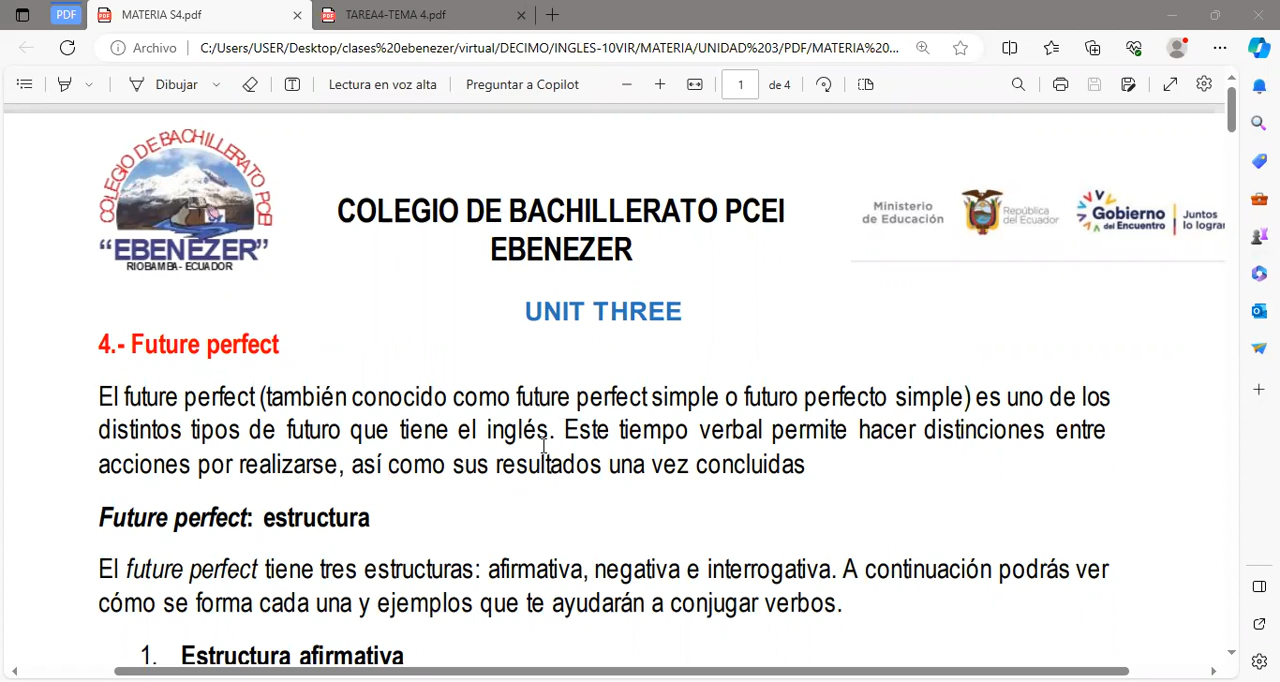 PDF MATERIA S4.pdf TAREA4-TEMA 4.pdf
Archivo C:/Users/USER/Desktop/clases%20ebenezer/virtual/DECIMO/INGLES-10VIR/MATERIA/UNIDAD%203/PDF/MATERIA%20...
Dibujar Lectura en voz alta Preguntar a Copilot 1 de 4
COLEGIO DE BACHILLERATO PCEI
"EBENEZER"
RIOBAMBA- ECUADOR
COLEGIO DE BACHILLERATO PCEI
EBENEZER
Ministerio
de Educación
República
del Ecuador
Gobierno
del Encuentro
Juntos
lo logra
UNIT THREE
4.- Future perfect
El future perfect (también conocido como future perfect simple o futuro perfecto simple) es uno de los
distintos tipos de futuro que tiene el inglés. Este tiempo verbal permite hacer distinciones entre
acciones por realizarse, así como sus resultados una vez concluidas
Future perfect: estructura
El future perfect tiene tres estructuras: afirmativa, negativa e interrogativa. A continuación podrás ver
cómo se forma cada una y ejemplos que te ayudarán a conjugar verbos.
1. Estructura afirmativa